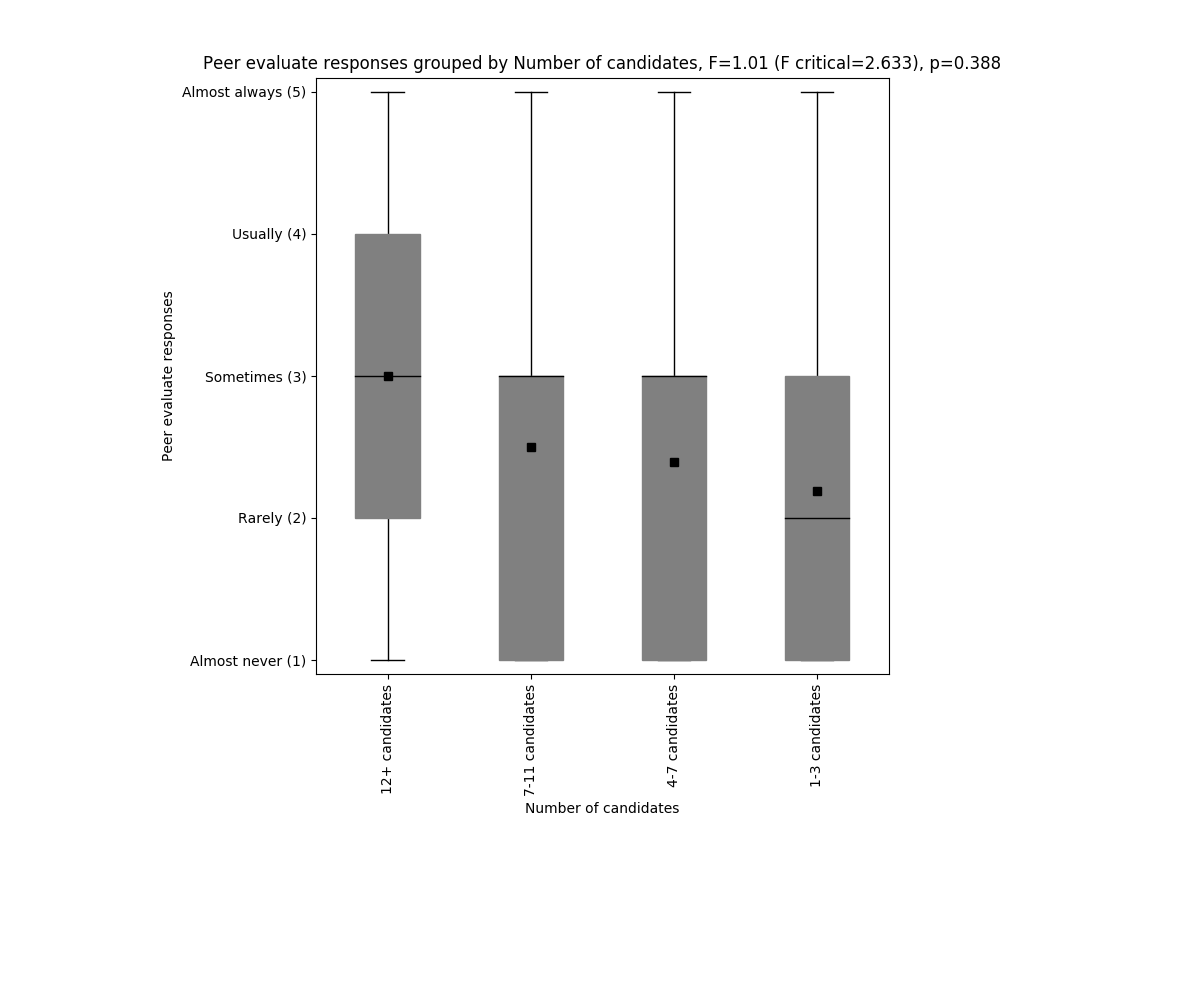 Peer evaluate responses grouped by Number of candidates, F=1.01 (F critical=2.633), p=0.388
Almost always (5)
Usually (4)
Sometimes (3)
Rarely (2)
Almost never (1)
Peer evaluate responses
12+ candidates
7-11 candidates
4-7 candidates
1-3 candidates
Number of candidates